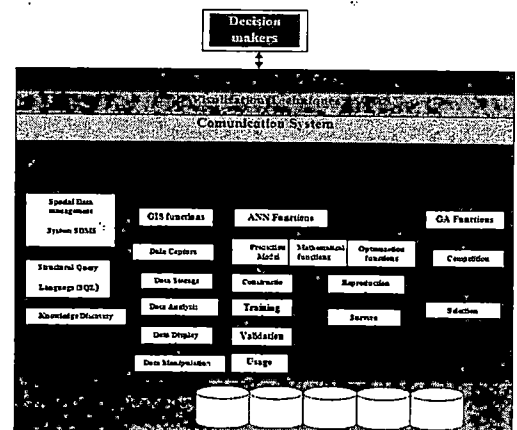 Decision
makers
Comunication System
Special Data
management
System SDMS
GIS functions
ANN Functions
GA Functions
Data Capture
Prediction
Model
Mathematical
functions
Optimization
functions
Competition
Structural Query
Language (SQL)
Data Storage
Constructio
Reproduction
Knowledge Discovery
Data Analysis
Training
Survive
Selection
Data Display
Validation
Data Manipulation
Usage